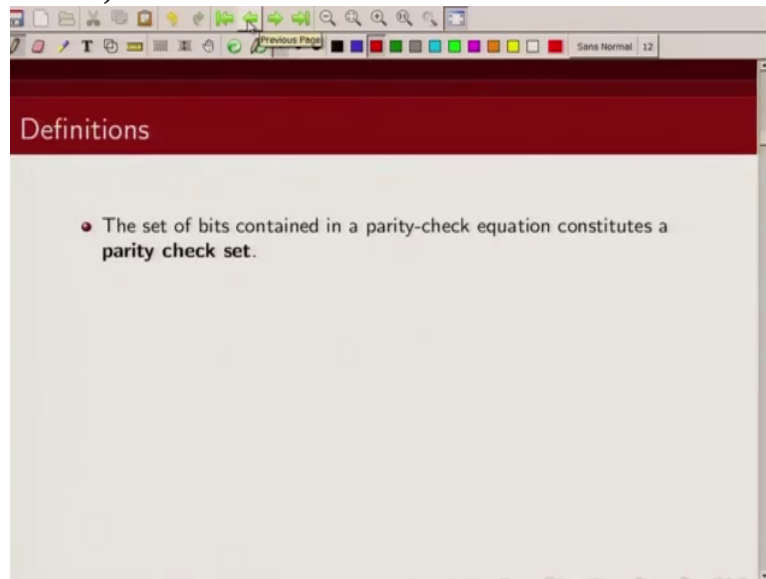 T
Previous Page
Sans Normal 12
Definitions
The set of bits contained in a parity-check equation constitutes a
parity check set.